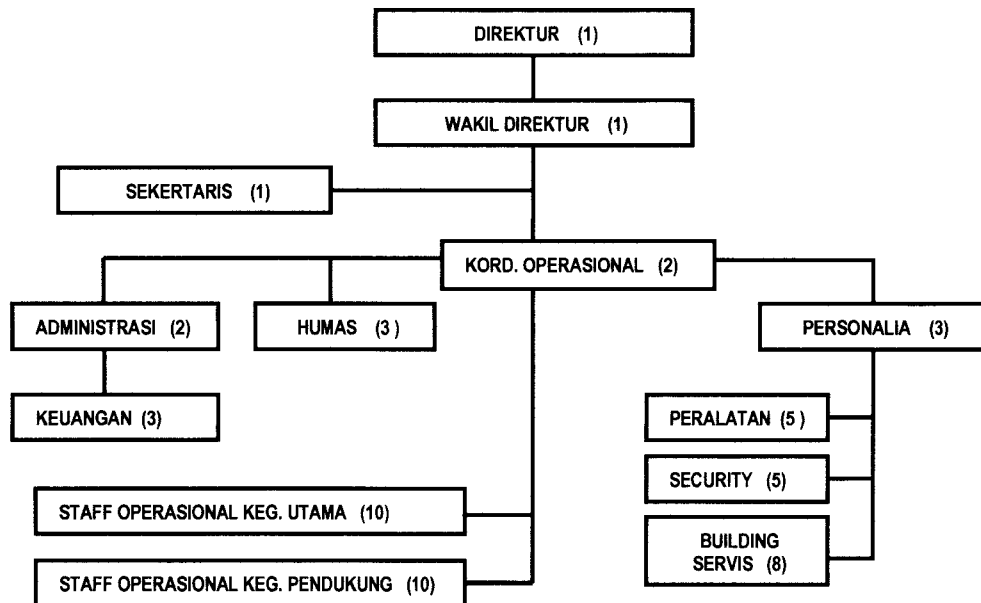 DIREKTUR (1)
WAKIL DIREKTUR (1)
SEKERTARIS (1)
KORD. OPERASIONAL (2)
ADMINISTRASI (2)
HUMAS (3 )
PERSONALIA (3)
KEUANGAN (3)
PERALATAN (5 )
SECURITY (5)
STAFF OPERASIONAL KEG. UTAMA (10)
BUILDING
SERVIS (8)
STAFF OPERASIONAL KEG. PENDUKUNG (10)